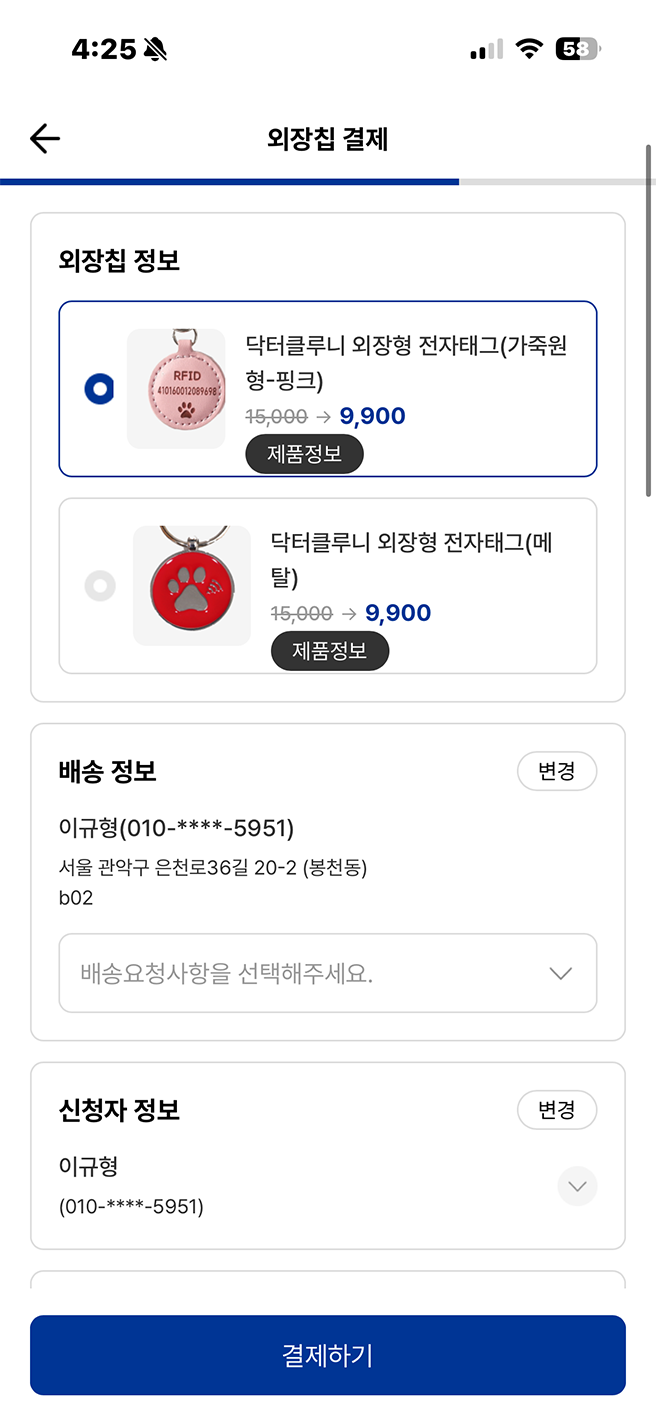 4:25
58
외장칩 결제
외장칩 정보
RFID
410160012089698
닥터클루니 외장형 전자태그(가죽원
형-핑크)
15,000 → 9,900
제품정보
닥터클루니 외장형 전자태그(메
탈)
15,000 → 9,900
제품정보
배송 정보
변경
이규형(010-****-5951)
서울 관악구 은천로36길 20-2 (봉천동)
b02
배송요청사항을 선택해주세요.
신청자 정보
변경
이규형
(010-****-5951)
결제하기